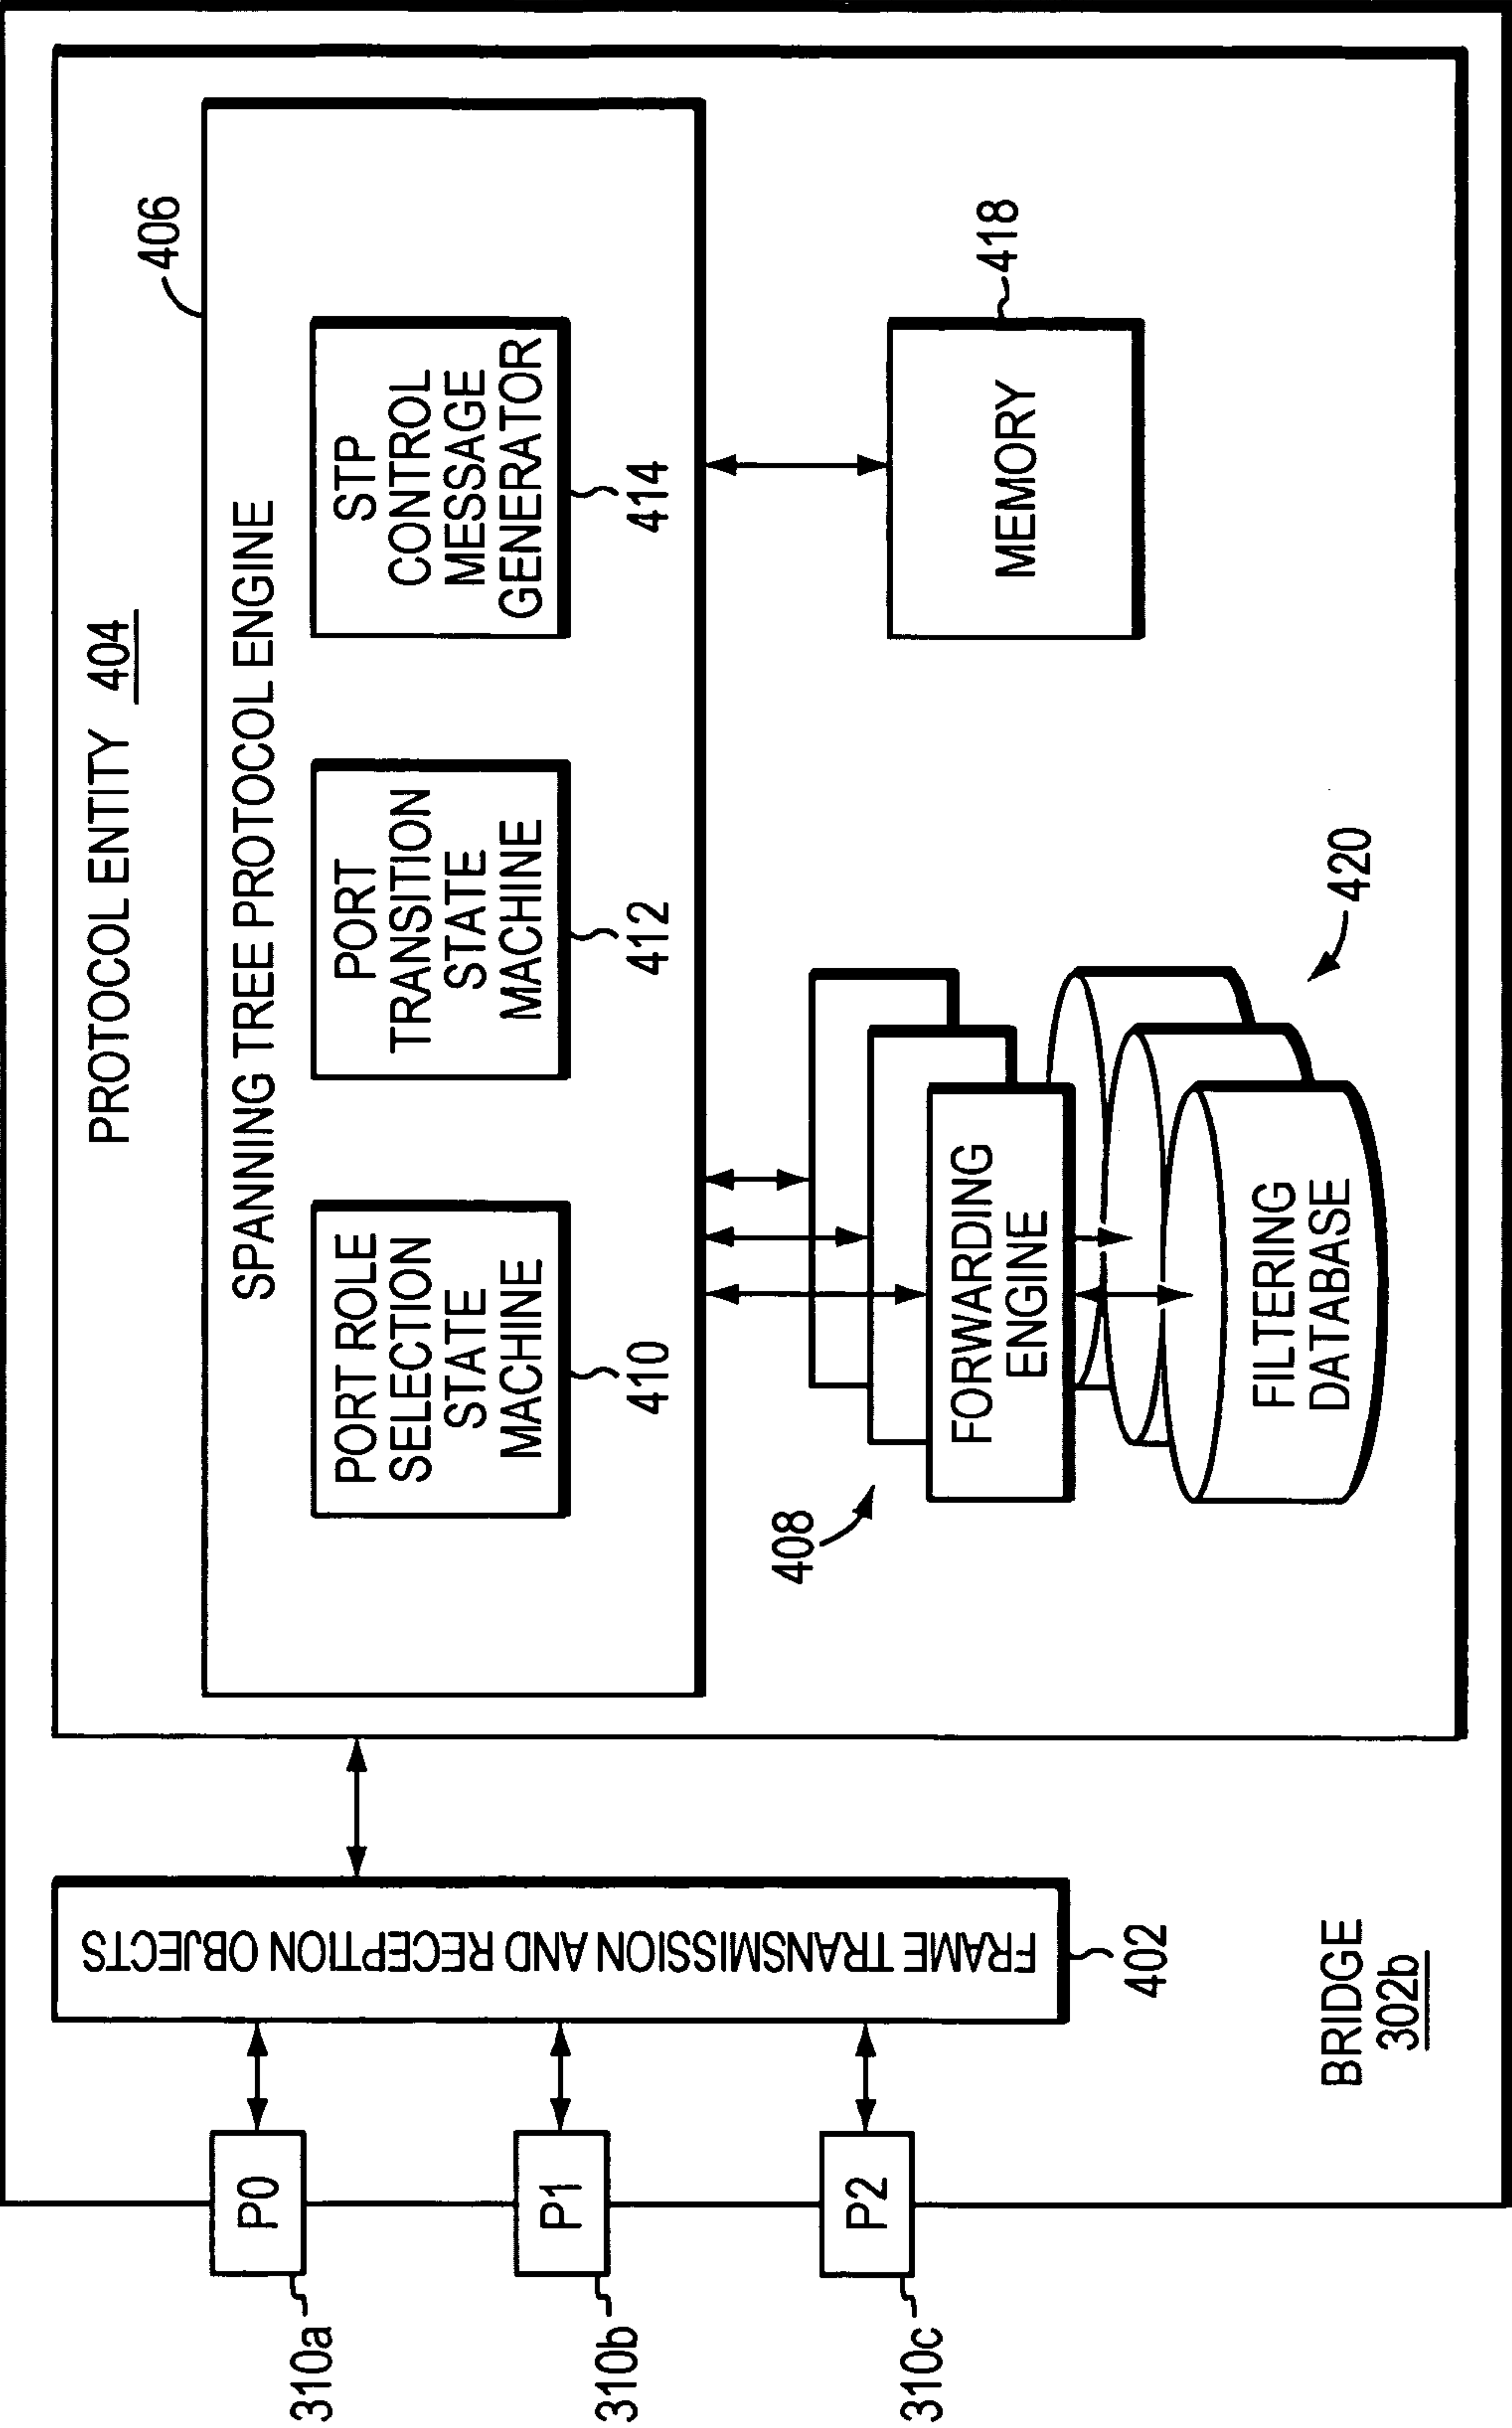 PROTOCOL ENTITY 404
406
SPANNING TREE PROTOCOL ENGINE
PORT ROLE
SELECTION
STATE
MACHINE
410
PORT
TRANSITION
STATE
MACHINE
412
STP
CONTROL
MESSAGE
GENERATOR
414
408
FORWARDING
ENGINE
FILTERING
DATABASE
420
MEMORY
418
FRAME TRANSMISSION AND RECEPTION OBJECTS
402
P0
310a
P1
310b
P2
310c
BRIDGE
302b